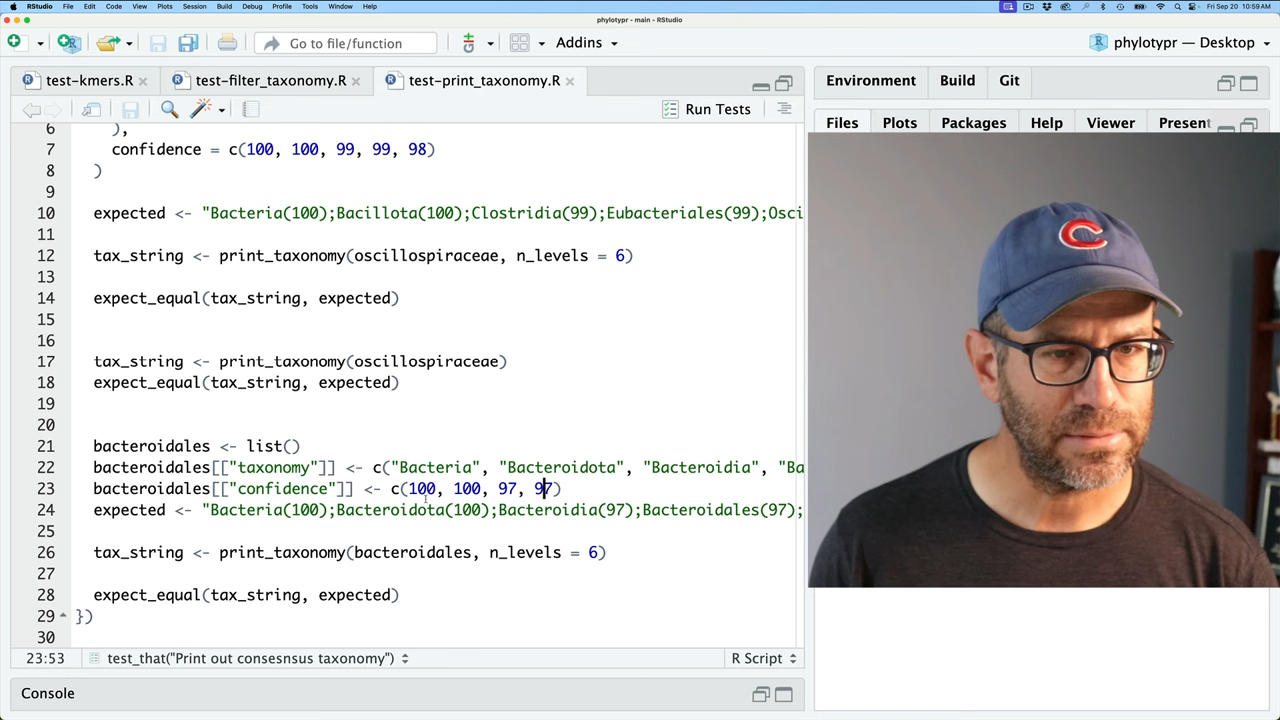 RStudio File Edit Code View Plots Session Build Debug Profile Tools Window Help Fri Sep 20 10:59 AM
phylotypr - main - RStudio
Go to file/function Addins phylotypr — Desktop
test-kmers.R test-filter_taxonomy.R test-print_taxonomy.R Environment Build Git
Run Tests Files Plots Packages Help Viewer Present
6 ),
7 confidence = c(100, 100, 99, 99, 98)
8 )
9
10 expected <- "Bacteria(100);Bacillota(100);Clostridia(99);Eubacteriales(99);Osci
11
12 tax_string <- print_taxonomy(oscillospiraceae, n_levels = 6)
13
14 expect_equal(tax_string, expected)
15
16
17 tax_string <- print_taxonomy(oscillospiraceae)
18 expect_equal(tax_string, expected)
19
20
21 bacteroidales <- list()
22 bacteroidales[["taxonomy"]] <- c("Bacteria", "Bacteroidota", "Bacteroidia", "Ba
23 bacteroidales[["confidence"]] <- c(100, 100, 97, 97)
24 expected <- "Bacteria(100);Bacteroidota(100);Bacteroidia(97);Bacteroidales(97);
25
26 tax_string <- print_taxonomy(bacteroidales, n_levels = 6)
27
28 expect_equal(tax_string, expected)
29 })
30
23:53 test_that("Print out consesnsus taxonomy") R Script
Console
C